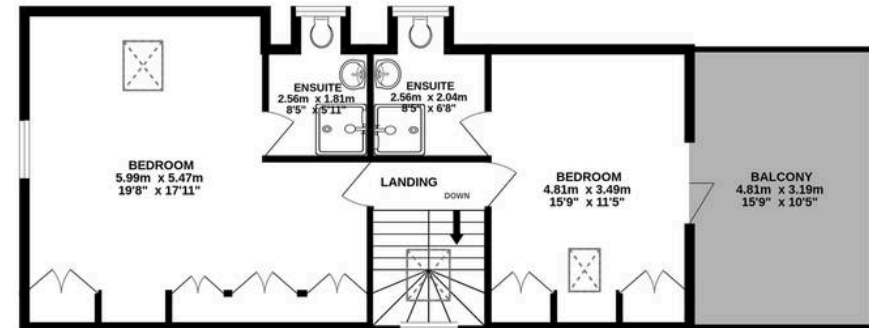 ENSUITE
2.56m x 1.81m
8'5" x 5'11"
ENSUITE
2.56m x 2.04m
8'5" x 6'8"
BEDROOM
5.99m x 5.47m
19'8" x 17'11"
LANDING
DOWN
BEDROOM
4.81m x 3.49m
15'9" x 11'5"
BALCONY
4.81m x 3.19m
15'9" x 10'5"